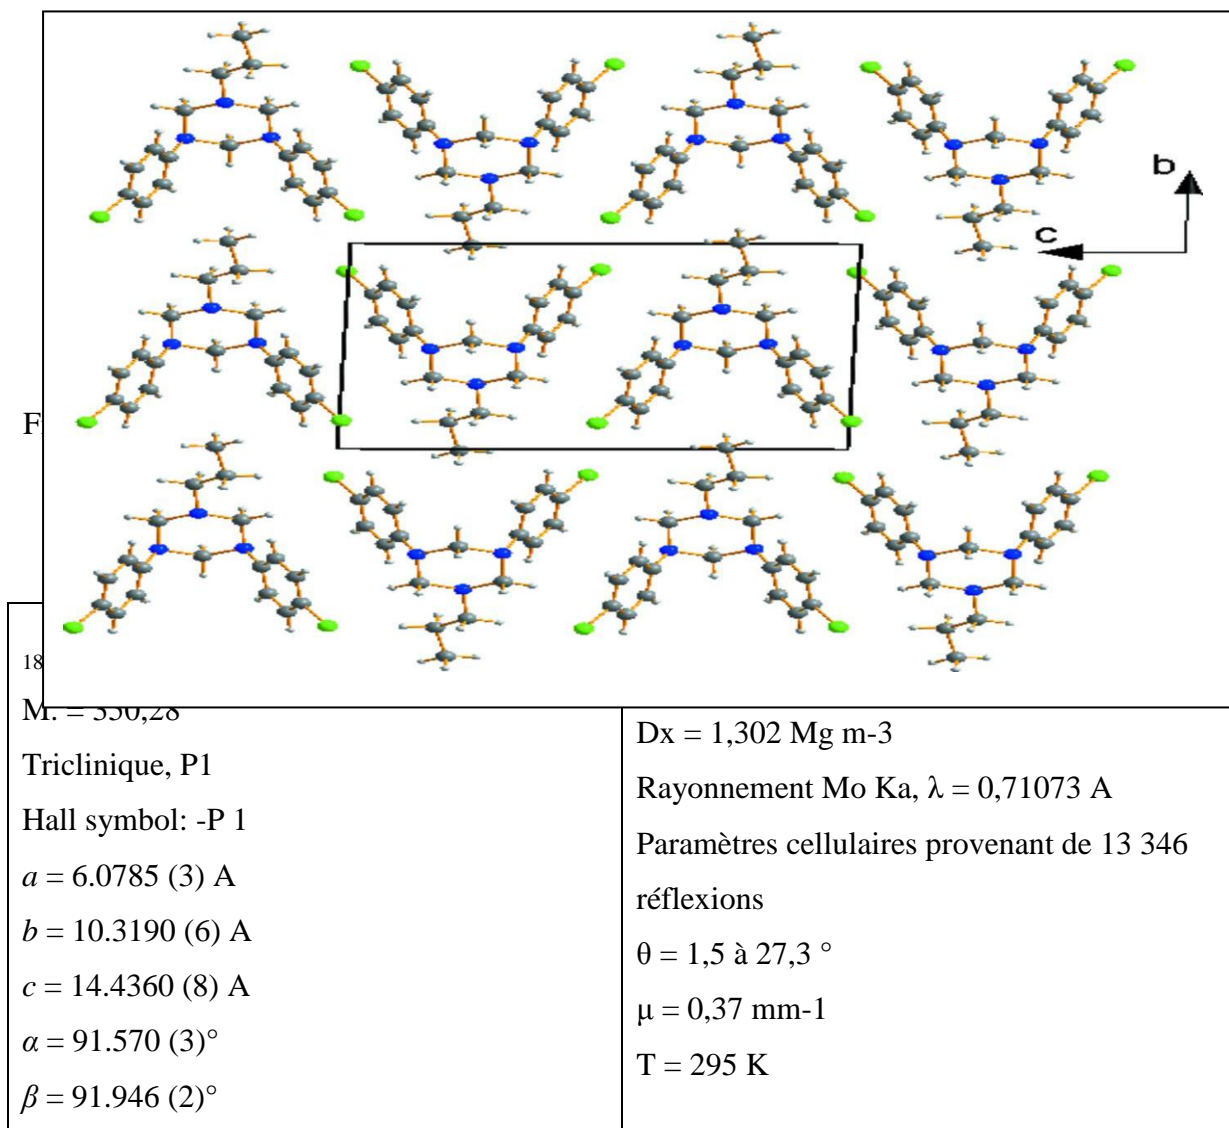 b
c
F
18
M. = 350,28
Triclinique, P1
Hall symbol: -P 1
a = 6.0785 (3) A
b = 10.3190 (6) A
c = 14.4360 (8) A
α = 91.570 (3)°
β = 91.946 (2)°
Dx = 1,302 Mg m-3
Rayonnement Mo Ka, λ = 0,71073 A
Paramètres cellulaires provenant de 13 346
réflexions
θ = 1,5 à 27,3 °
μ = 0,37 mm-1
T = 295 K